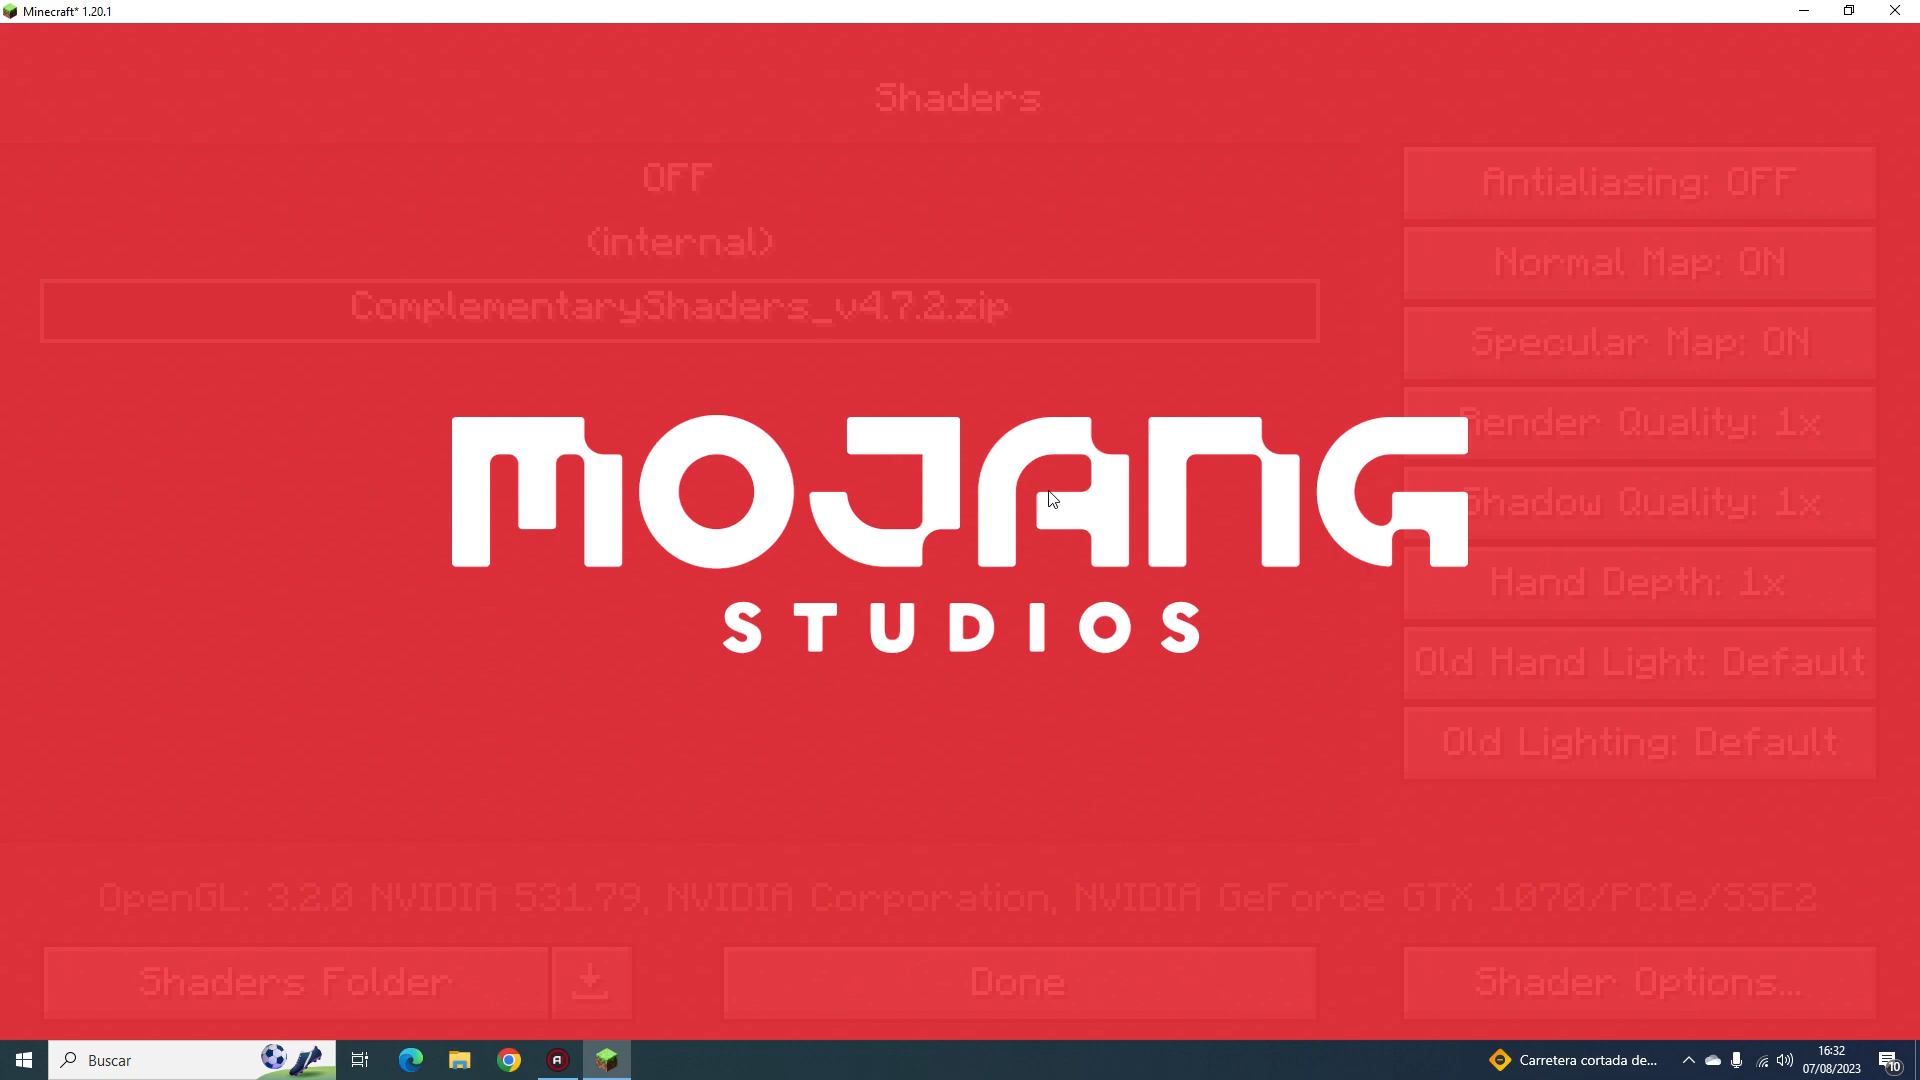 Minecraft* 1.20.1
Shaders
OFF
(internal)
ComplementaryShaders_v4.7.2.zip
Antialiasing: OFF
Normal Map: ON
Specular Map: ON
Render Quality: 1x
Shadow Quality: 1x
Hand Depth: 1x
Old Hand Light: Default
Old Lighting: Default
MOJANG
STUDIOS
OpenGL: 3.2.0 NVIDIA 531.79, NVIDIA Corporation, NVIDIA GeForce GTX 1070/PCIe/SSE2
Shaders Folder
Done
Shader Options...
Buscar
Carretera cortada de...
16:32
07/08/2023
10